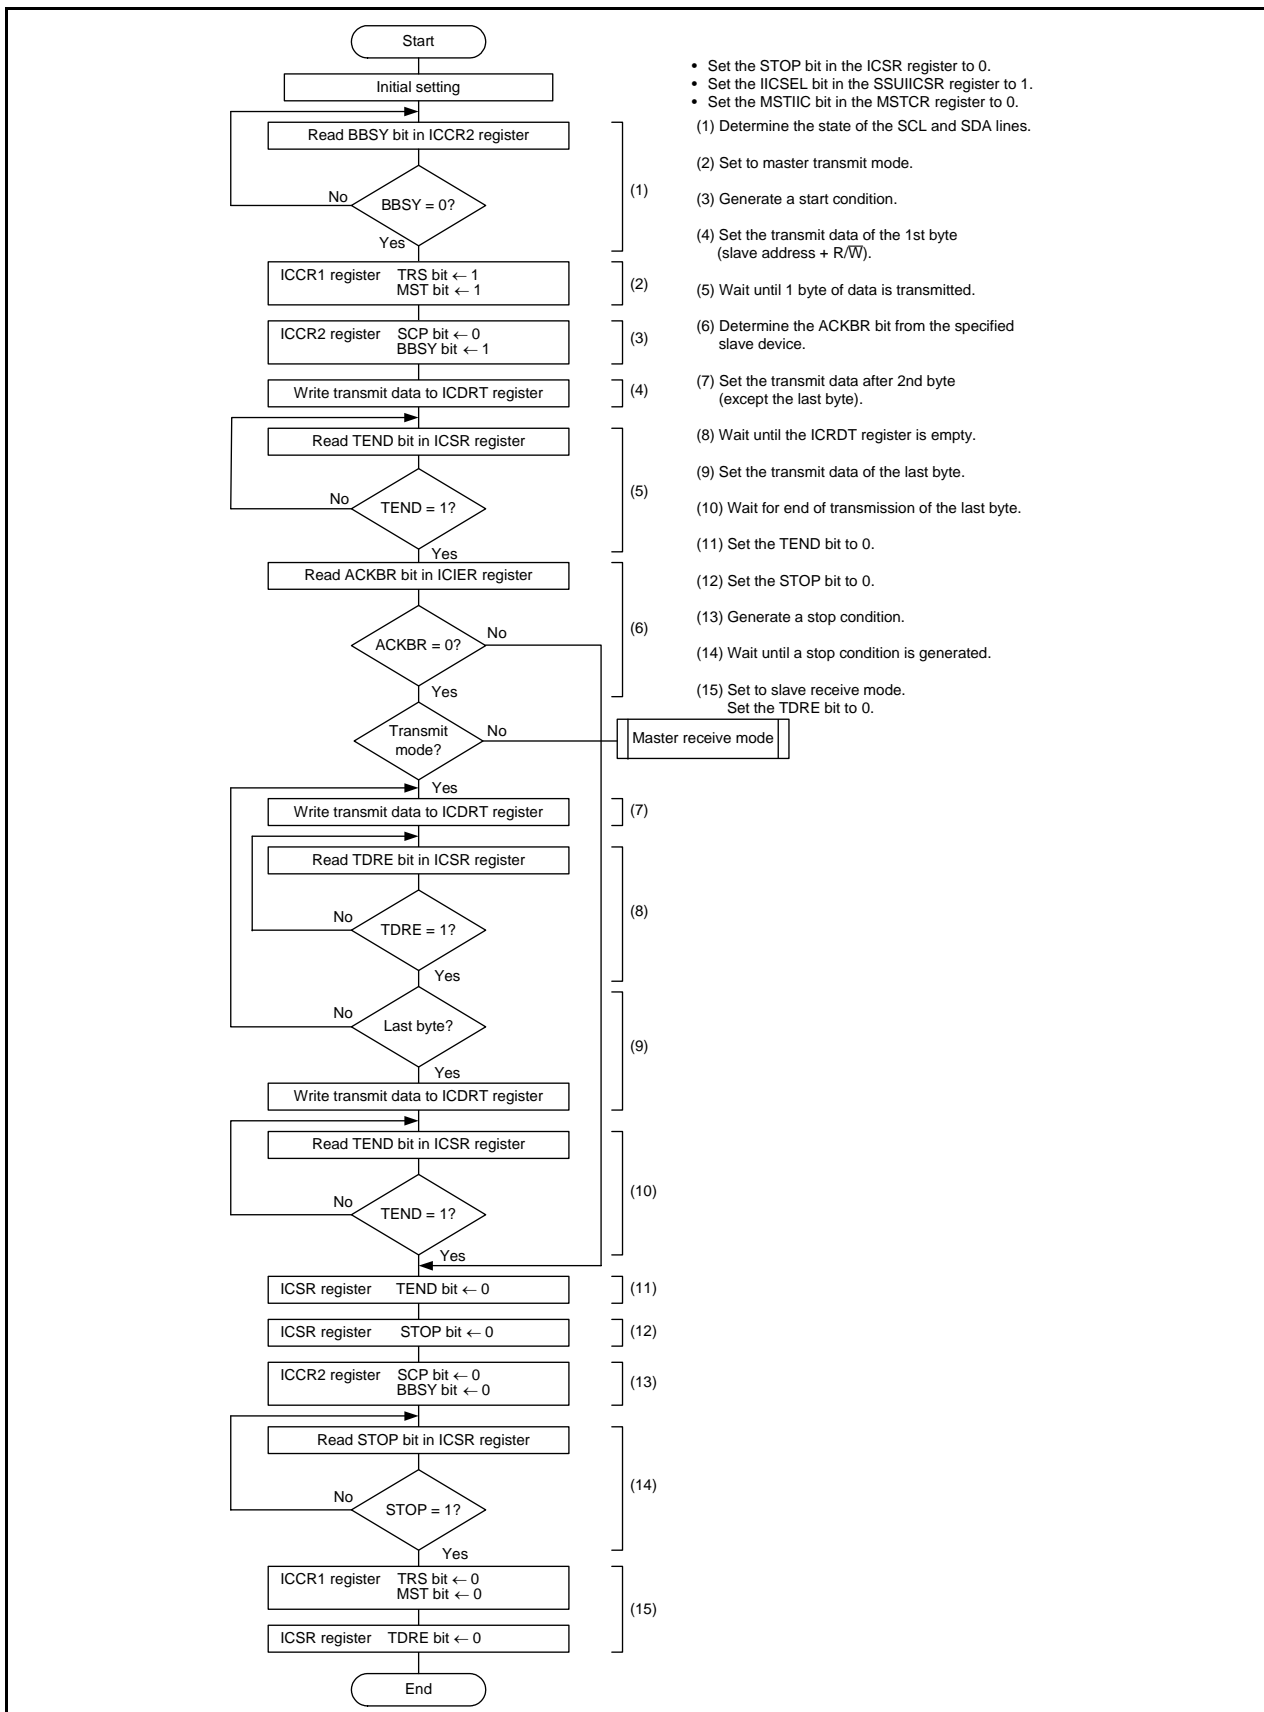 Start
Initial setting
Read BBSY bit in ICCR2 register
BBSY = 0?
No
Yes
(1)
ICCR1 register TRS bit ← 1
MST bit ← 1
(2)
ICCR2 register SCP bit ← 0
BBSY bit ← 1
(3)
Write transmit data to ICDRT register
(4)
Read TEND bit in ICSR register
No
TEND = 1?
(5)
Yes
Read ACKBR bit in ICIER register
ACKBR = 0?
No
(6)
Yes
Transmit
mode?
No
Master receive mode
Yes
Write transmit data to ICDRT register
(7)
Read TDRE bit in ICSR register
No
TDRE = 1?
(8)
Yes
No
Last byte?
(9)
Yes
Write transmit data to ICDRT register
Read TEND bit in ICSR register
No
TEND = 1?
(10)
Yes
ICSR register TEND bit ← 0
(11)
ICSR register STOP bit ← 0
(12)
ICCR2 register SCP bit ← 0
BBSY bit ← 0
(13)
Read STOP bit in ICSR register
No
STOP = 1?
(14)
Yes
ICCR1 register TRS bit ← 0
MST bit ← 0
(15)
ICSR register TDRE bit ← 0
End
• Set the STOP bit in the ICSR register to 0.
• Set the IICSEL bit in the SSUIICSR register to 1.
• Set the MSTIIC bit in the MSTCR register to 0.
(1) Determine the state of the SCL and SDA lines.
(2) Set to master transmit mode.
(3) Generate a start condition.
(4) Set the transmit data of the 1st byte
(slave address + R/W̅).
(5) Wait until 1 byte of data is transmitted.
(6) Determine the ACKBR bit from the specified
slave device.
(7) Set the transmit data after 2nd byte
(except the last byte).
(8) Wait until the ICRDT register is empty.
(9) Set the transmit data of the last byte.
(10) Wait for end of transmission of the last byte.
(11) Set the TEND bit to 0.
(12) Set the STOP bit to 0.
(13) Generate a stop condition.
(14) Wait until a stop condition is generated.
(15) Set to slave receive mode.
Set the TDRE bit to 0.